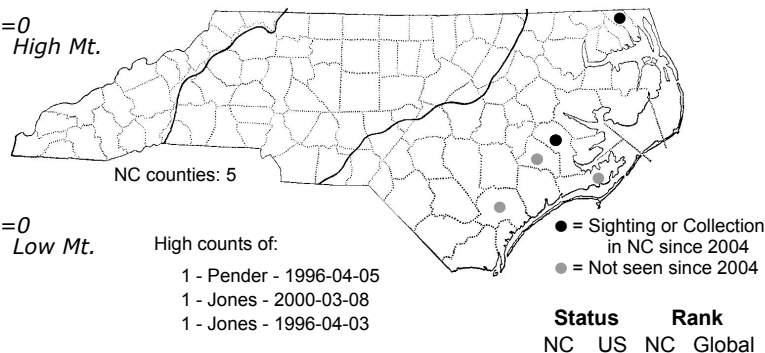 =0
High Mt.
NC counties: 5
=0
Low Mt.
High counts of:
1 - Pender - 1996-04-05
1 - Jones - 2000-03-08
1 - Jones - 1996-04-03
= Sighting or Collection
in NC since 2004
= Not seen since 2004
Status Rank
NC US NC Global